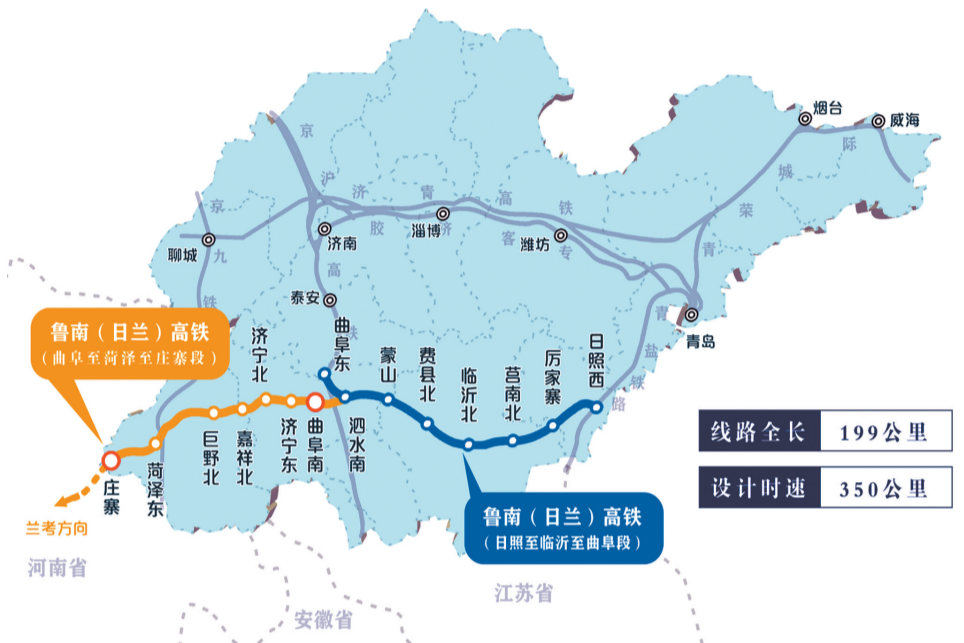 烟台
威海
京
沪
济
青
高
铁
胶
济
客
专
青
荣
城
际
京
九
铁
高
铁
聊城
济南
淄博
潍坊
泰安
青岛
青
盐
铁
路
鲁南（日兰）高铁
（曲阜至菏泽至庄寨段）
济宁北
曲阜东
蒙山
费县北
临沂北
莒南北
厉家寨
日照西
庄寨
菏泽东
巨野北
嘉祥北
济宁东
曲阜南
泗水南
兰考方向
鲁南（日兰）高铁
（日照至临沂至曲阜段）
线路全长 199公里
设计时速 350公里
河南省
安徽省
江苏省